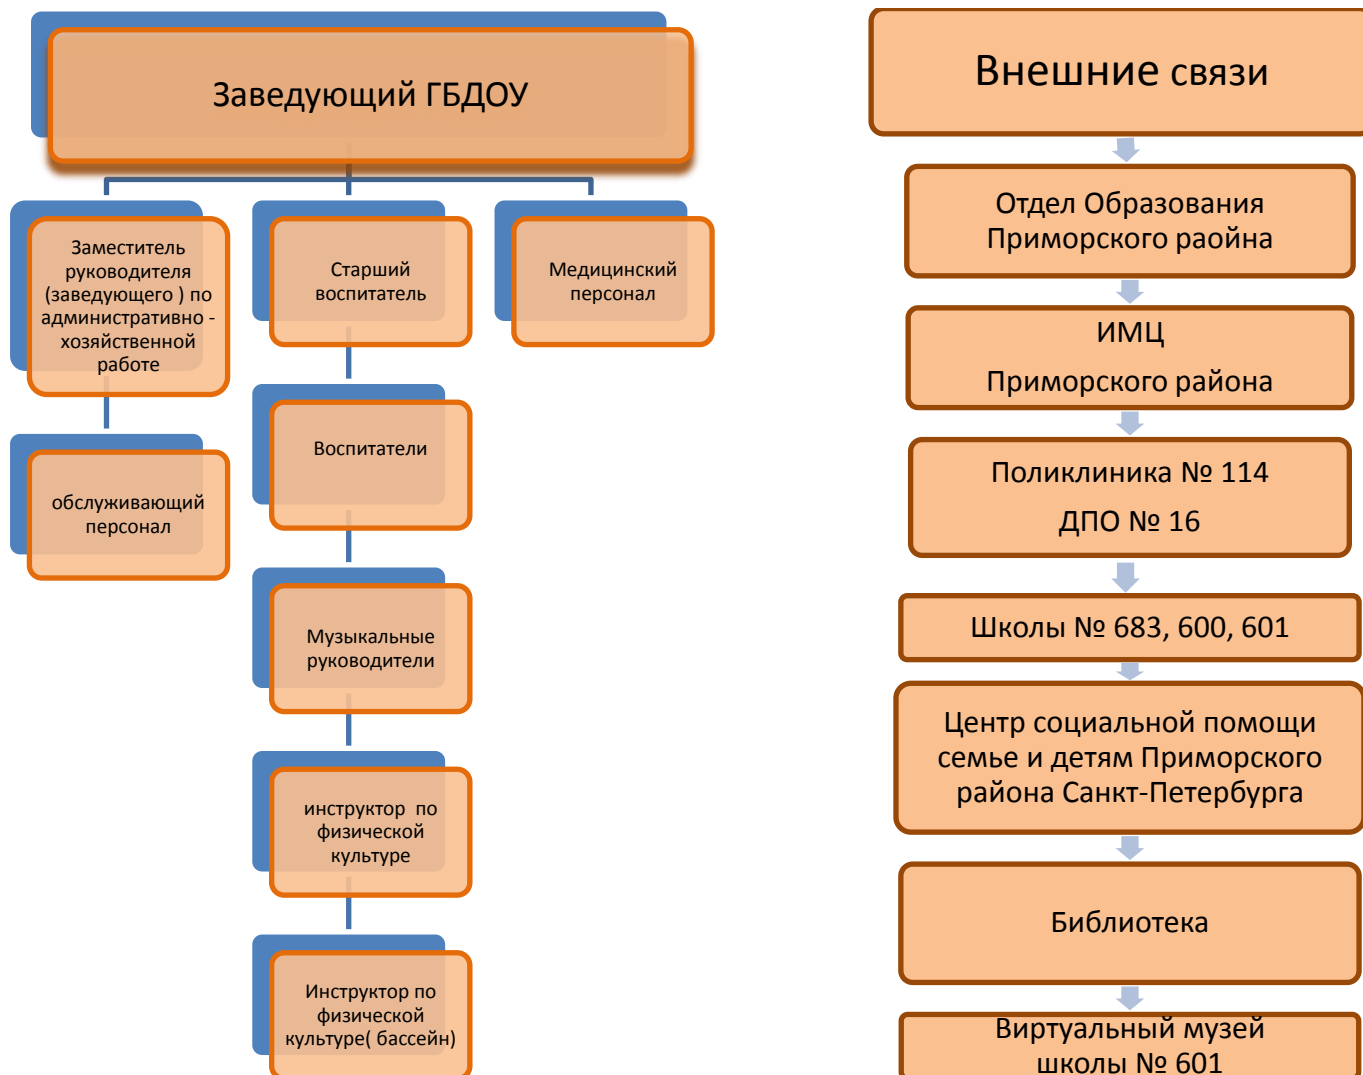 Заведующий ГБДОУ
Заместитель
руководителя
(заведующего ) по
административно -
хозяйственной
работе
обслуживающий
персонал
Старший
воспитатель
Воспитатели
Музыкальные
руководители
инструктор по
физической
культуре
Инструктор по
физической
культуре( бассейн)
Медицинский
персонал
Внешние связи
Отдел Образования
Приморского раойна
ИМЦ
Приморского района
Поликлиника № 114
ДПО № 16
Школы № 683, 600, 601
Центр социальной помощи
семье и детям Приморского
района Санкт-Петербурга
Библиотека
Виртуальный музей
школы № 601